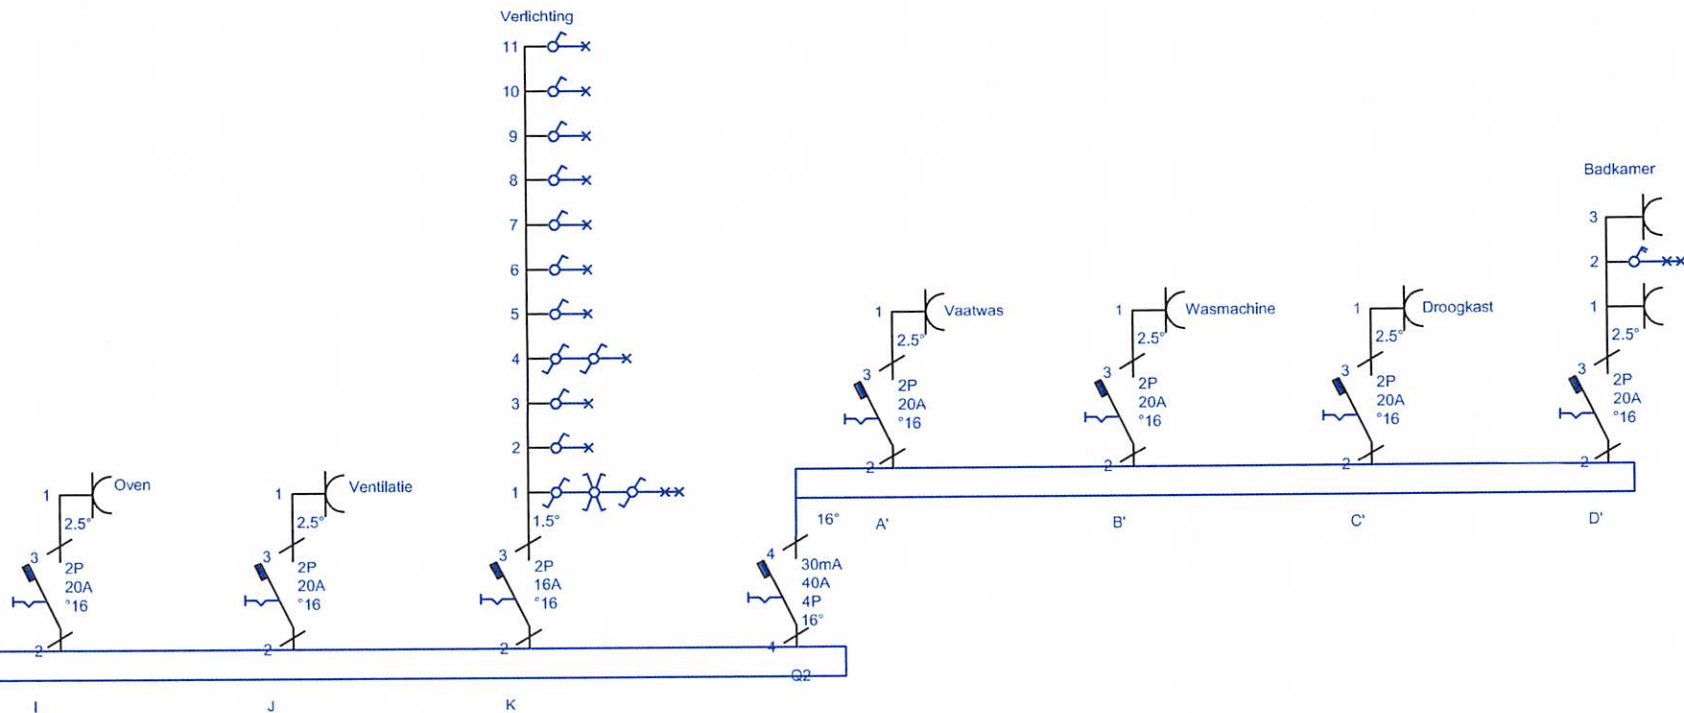 Verlichting
11
10
9
8
7
6
5
4
3
2
1
1.5°
3
2P
16A
°16
2
K
Oven
1
2.5°
3
2P
20A
°16
2
I
Ventilatie
1
2.5°
3
2P
20A
°16
2
J
16°
4
30mA
40A
4P
16°
4
Q2
Vaatwas
1
2.5°
3
2P
20A
°16
2
A'
Wasmachine
1
2.5°
3
2P
20A
°16
2
B'
Droogkast
1
2.5°
3
2P
20A
°16
2
C'
Badkamer
3
2
1
2.5°
3
2P
20A
°16
2
D'